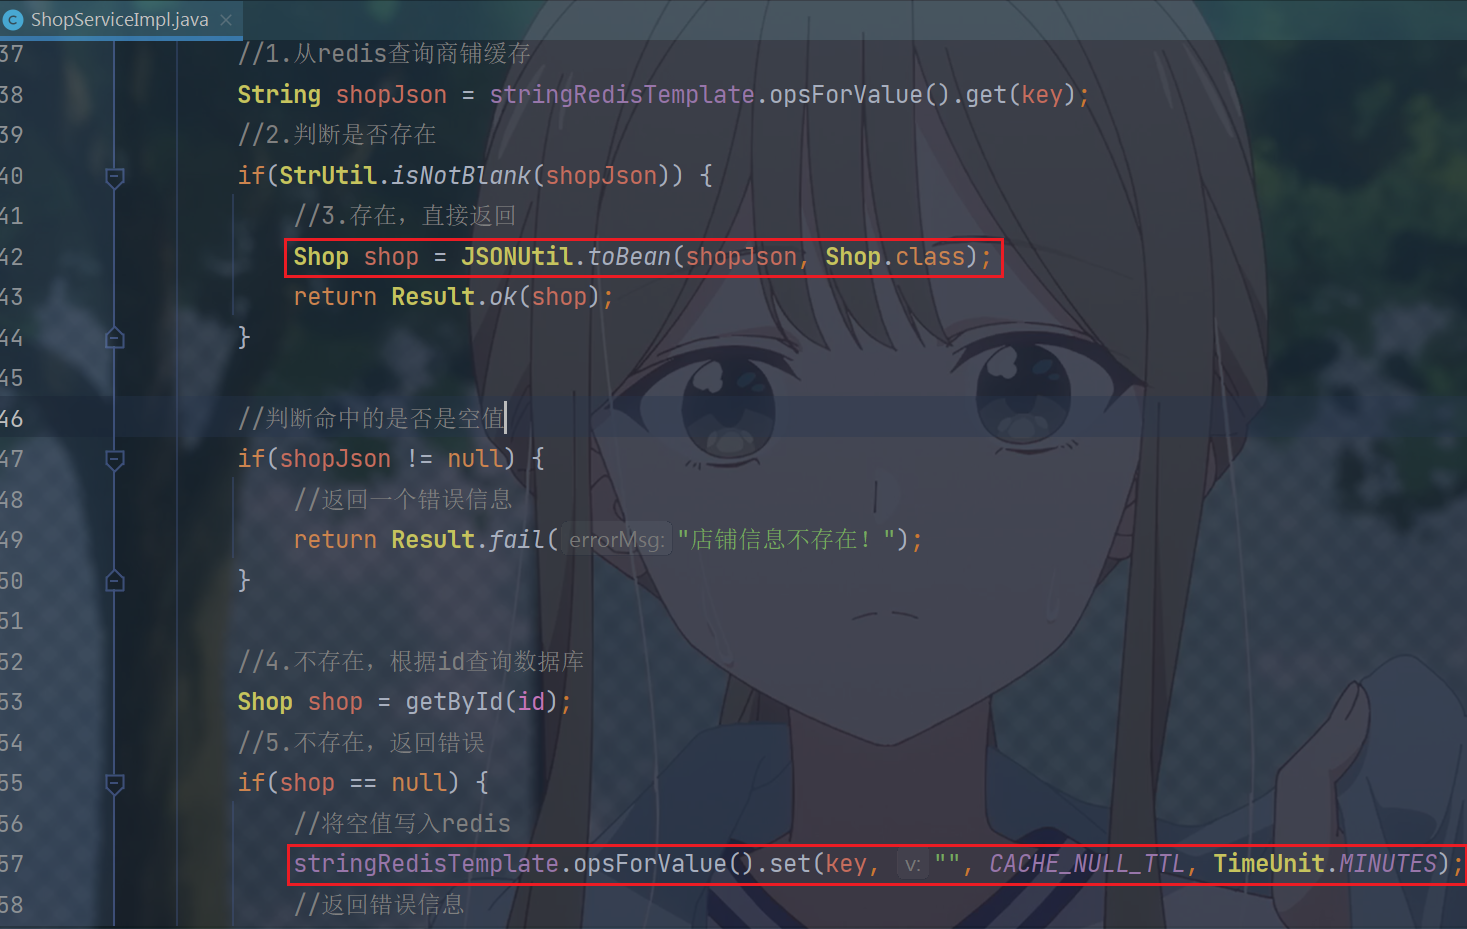 ShopServiceImpl.java
37 //1.从redis查询商铺缓存
38 String shopJson = stringRedisTemplate.opsForValue().get(key);
39 //2.判断是否存在
40 if(StrUtil.isNotBlank(shopJson)) {
41 //3.存在，直接返回
42 Shop shop = JSONUtil.toBean(shopJson, Shop.class);
43 return Result.ok(shop);
44 }
45
46 //判断命中的是否是空值
47 if(shopJson != null) {
48 //返回一个错误信息
49 return Result.fail( errorMsg: "店铺信息不存在！");
50 }
51
52 //4.不存在，根据id查询数据库
53 Shop shop = getById(id);
54 //5.不存在，返回错误
55 if(shop == null) {
56 //将空值写入redis
57 stringRedisTemplate.opsForValue().set(key, v: "", CACHE_NULL_TTL, TimeUnit.MINUTES);
58 //返回错误信息